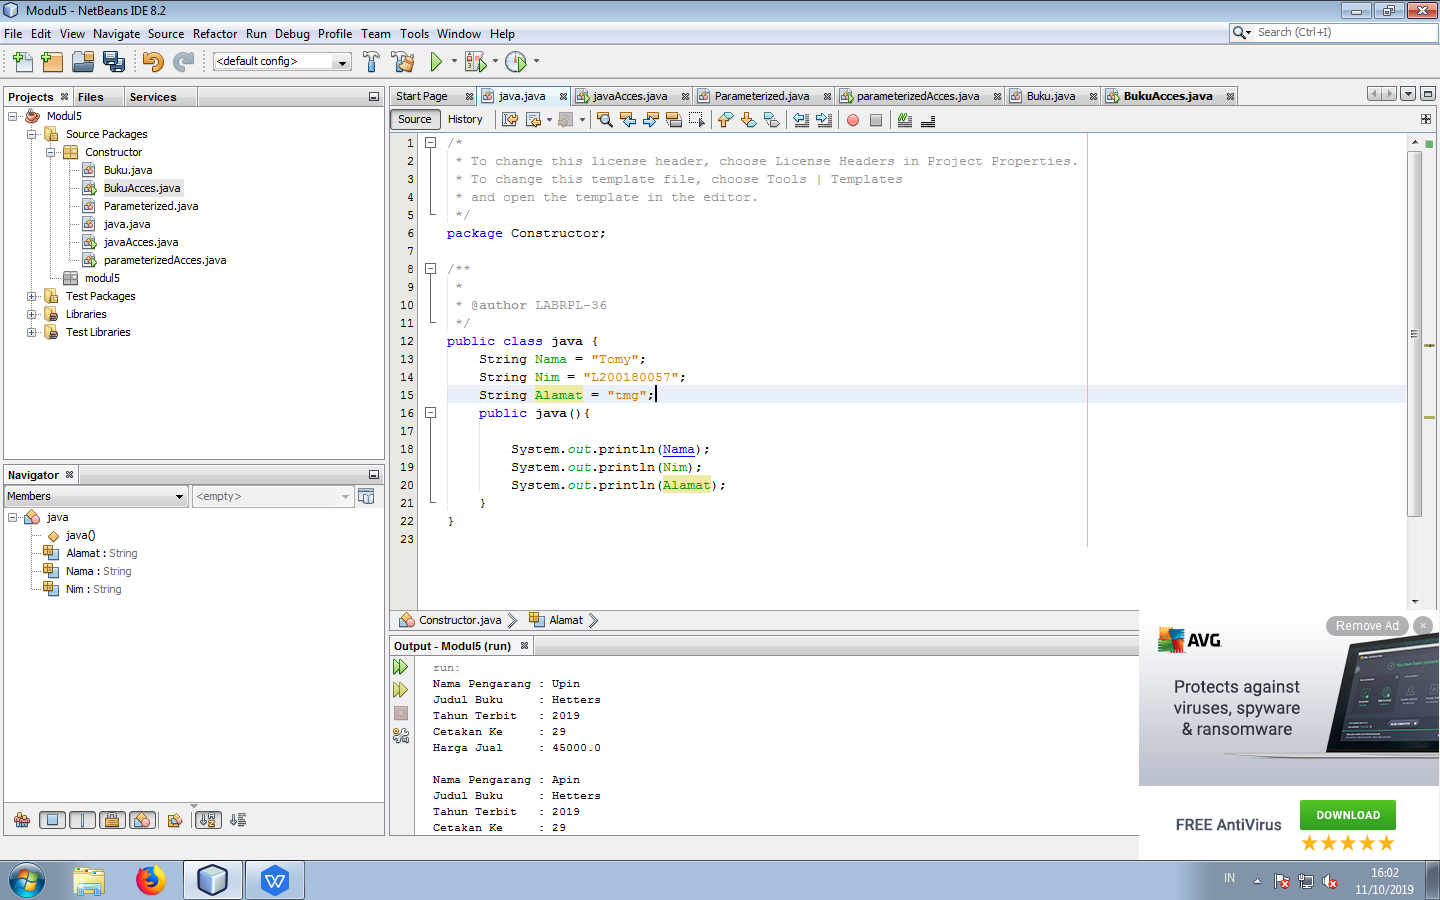 Modul5 - NetBeans IDE 8.2
File Edit View Navigate Source Refactor Run Debug Profile Team Tools Window Help
Search (Ctrl+I)
<default config>
Projects Files Services
Modul5
Source Packages
Constructor
Buku.java
BukuAcces.java
Parameterized.java
java.java
javaAcces.java
parameterizedAcces.java
modul5
Test Packages
Libraries
Test Libraries
Navigator
Members <empty>
java
java()
Alamat : String
Nama : String
Nim : String
Start Page java.java javaAcces.java Parameterized.java parameterizedAcces.java Buku.java BukuAcces.java
Source History
1 /*
2 * To change this license header, choose License Headers in Project Properties.
3 * To change this template file, choose Tools | Templates
4 * and open the template in the editor.
5 */
6 package Constructor;
7
8 /**
9 *
10 * @author LABRPL-36
11 */
12 public class java {
13 String Nama = "Tomy";
14 String Nim = "L200180057";
15 String Alamat = "tmg";
16 public java(){
17
18 System.out.println(Nama);
19 System.out.println(Nim);
20 System.out.println(Alamat);
21 }
22 }
23
Constructor.java Alamat
Output - Modul5 (run)
run:
Nama Pengarang : Upin
Judul Buku : Hetters
Tahun Terbit : 2019
Cetakan Ke : 29
Harga Jual : 45000.0
Nama Pengarang : Apin
Judul Buku : Hetters
Tahun Terbit : 2019
Cetakan Ke : 29
Remove Ad
AVG
Protects against
viruses, spyware
& ransomware
FREE AntiVirus
DOWNLOAD
IN
16:02
11/10/2019